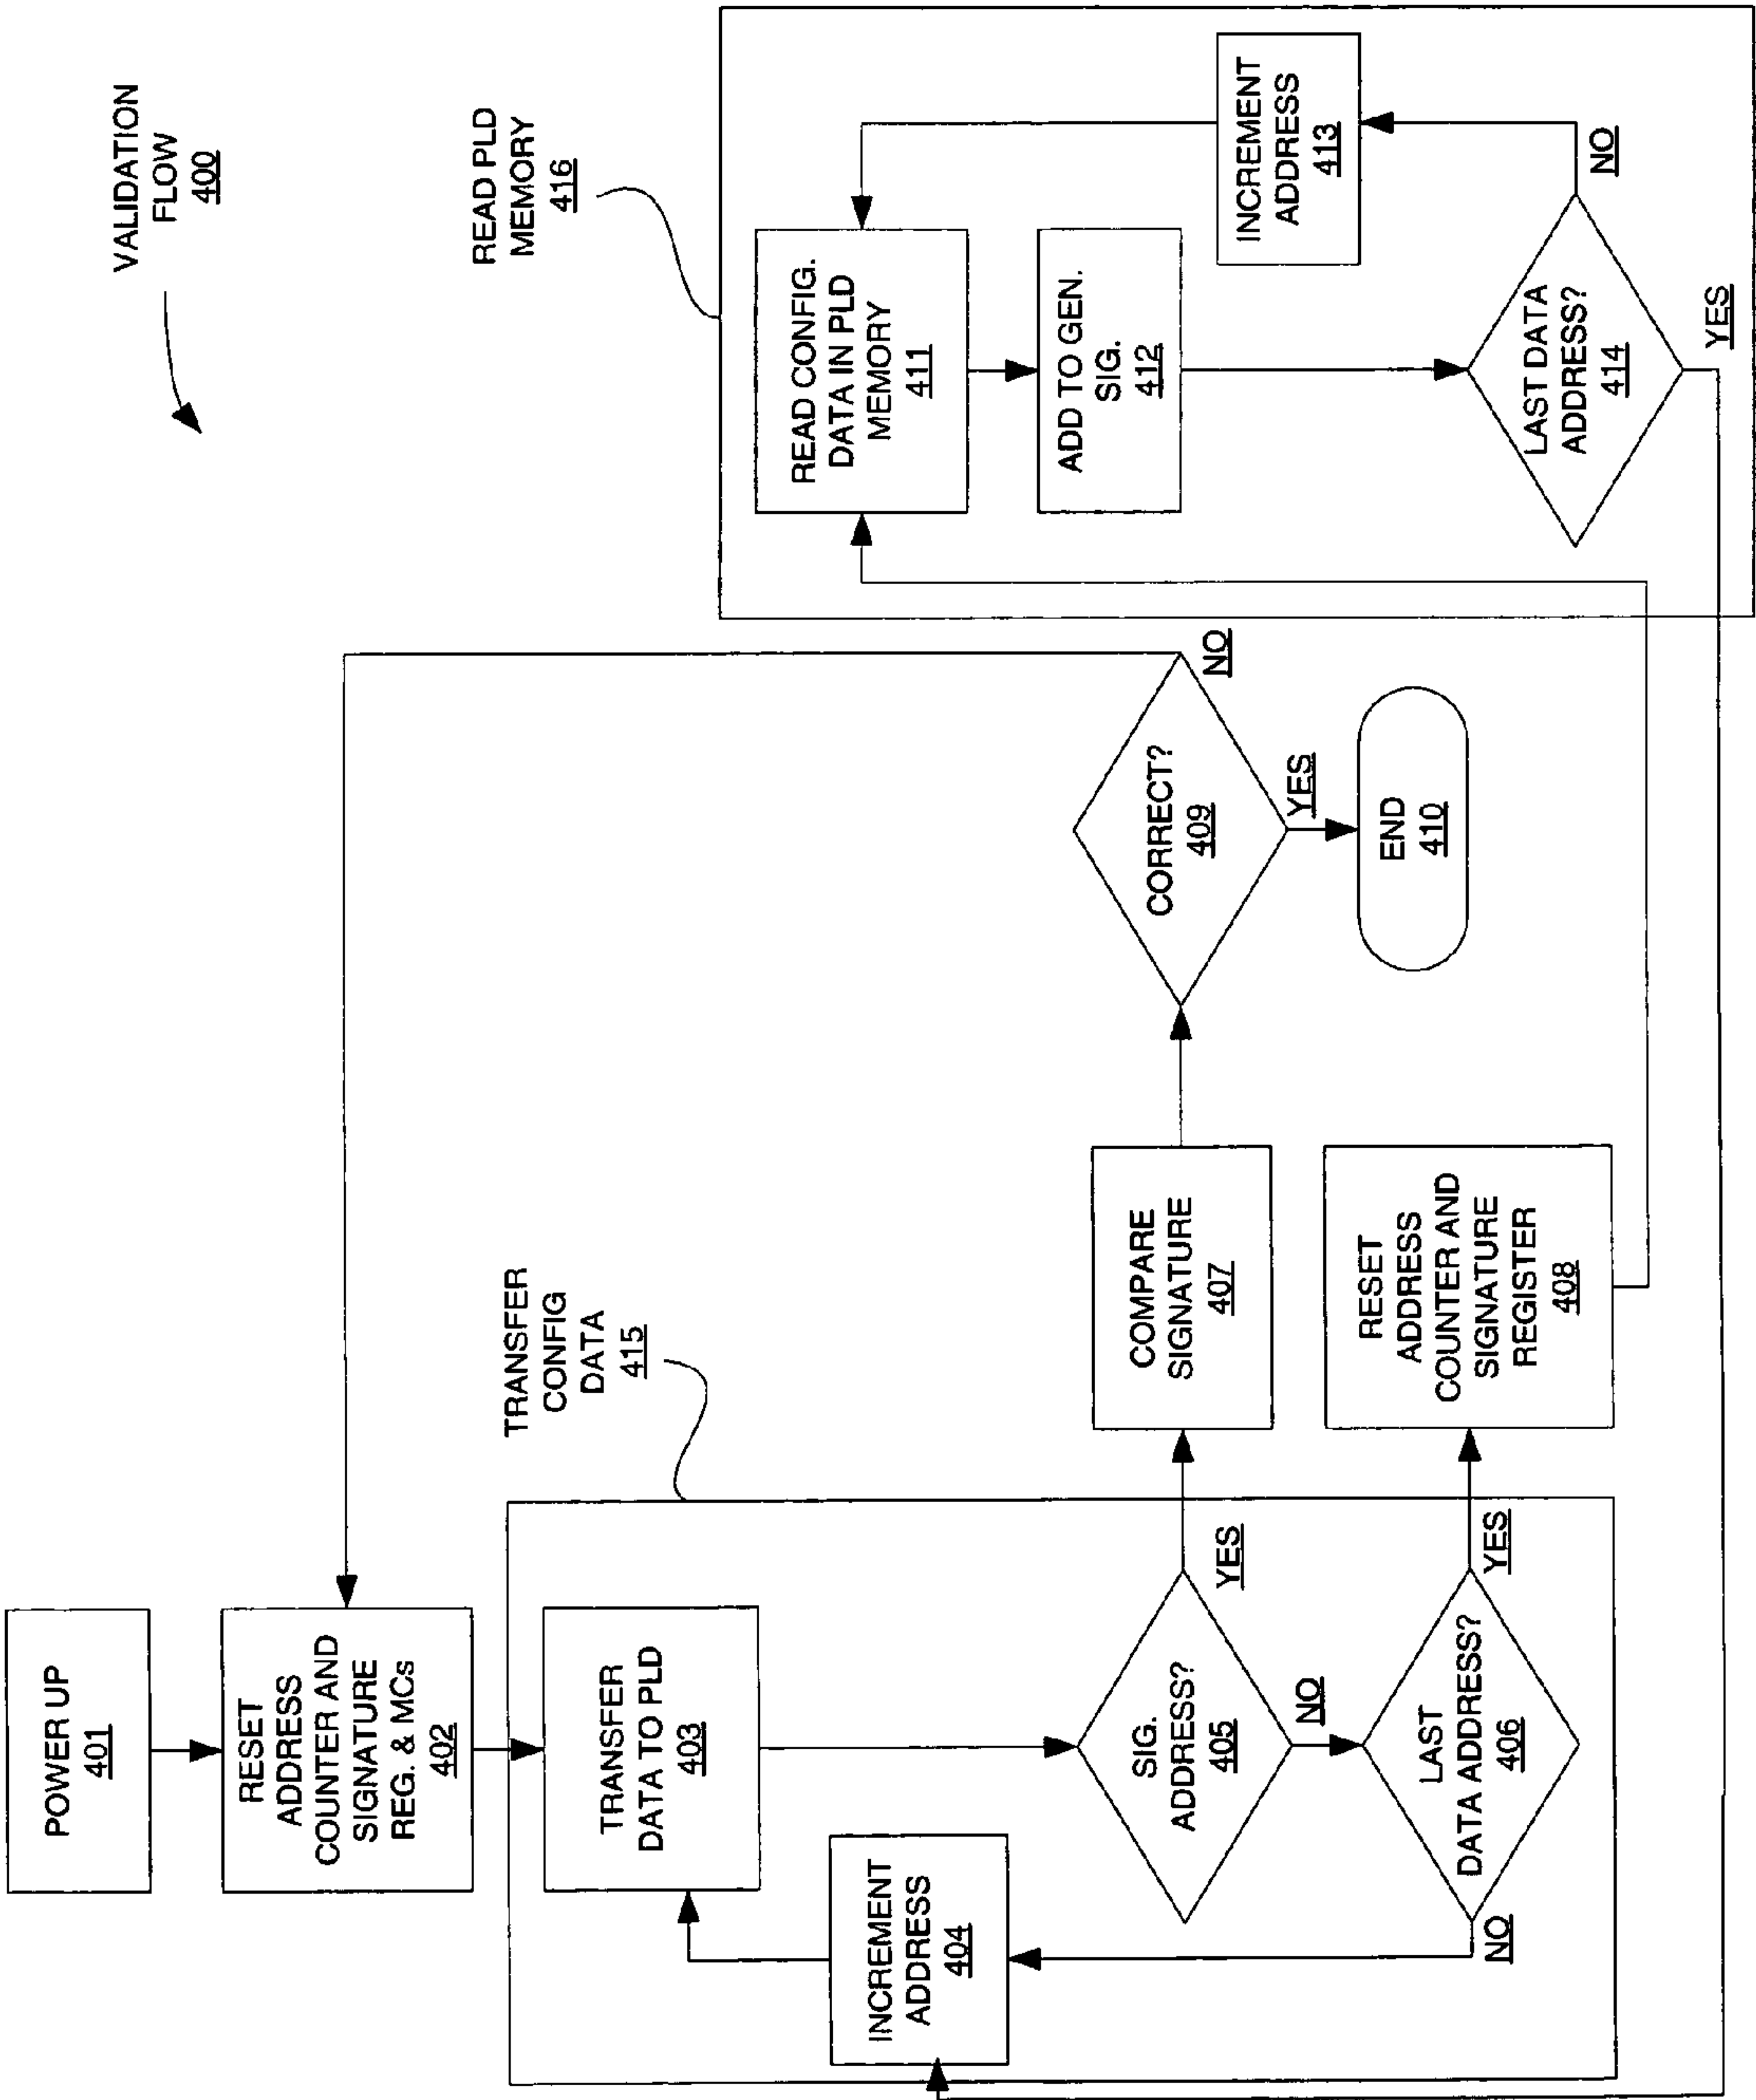 VALIDATION
FLOW
400
POWER UP
401
RESET
ADDRESS
COUNTER AND
SIGNATURE
REG. & MCs
402
TRANSFER
CONFIG
DATA
415
TRANSFER
DATA TO PLD
403
INCREMENT
ADDRESS
404
SIG.
ADDRESS?
405
YES
NO
LAST
DATA ADDRESS?
406
YES
NO
COMPARE
SIGNATURE
407
RESET
ADDRESS
COUNTER AND
SIGNATURE
REGISTER
408
CORRECT?
409
NO
YES
END
410
READ PLD
MEMORY
416
READ CONFIG.
DATA IN PLD
MEMORY
411
ADD TO GEN.
SIG.
412
INCREMENT
ADDRESS
413
LAST DATA
ADDRESS?
414
NO
YES